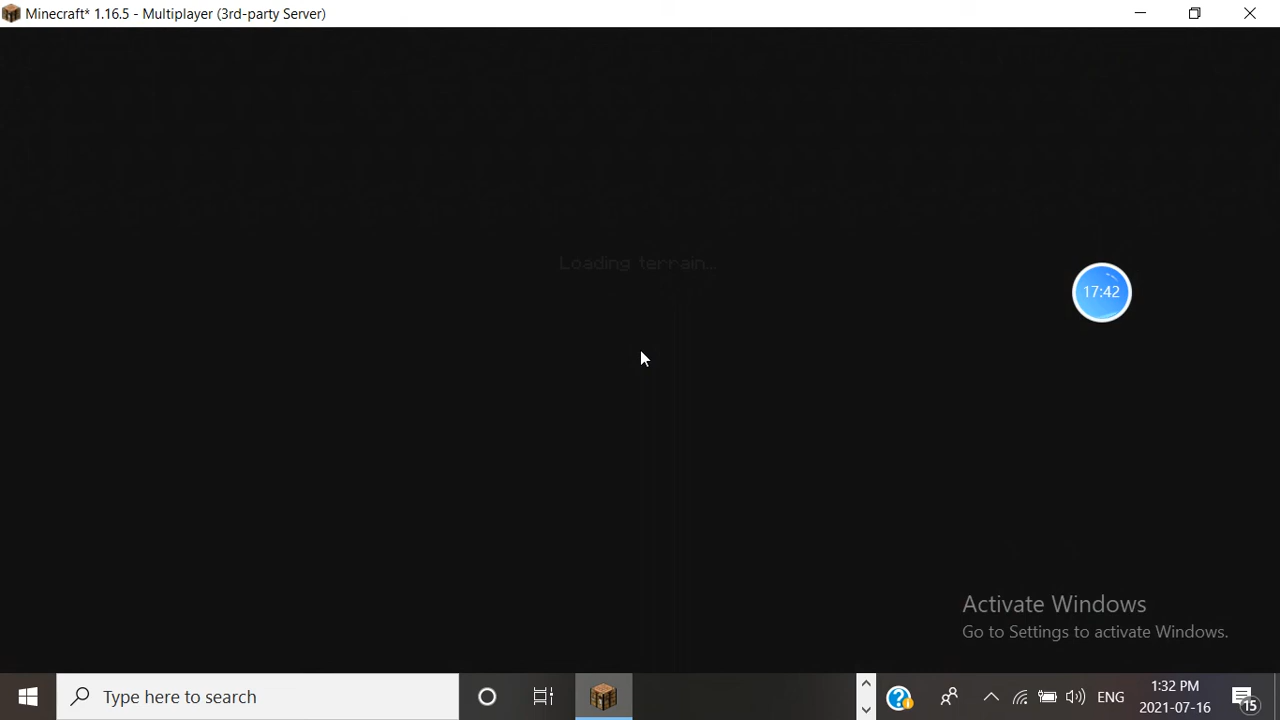 Minecraft* 1.16.5 - Multiplayer (3rd-party Server)
Loading terrain...
17:42
Activate Windows
Go to Settings to activate Windows.
Type here to search
ENG
1:32 PM
2021-07-16
15